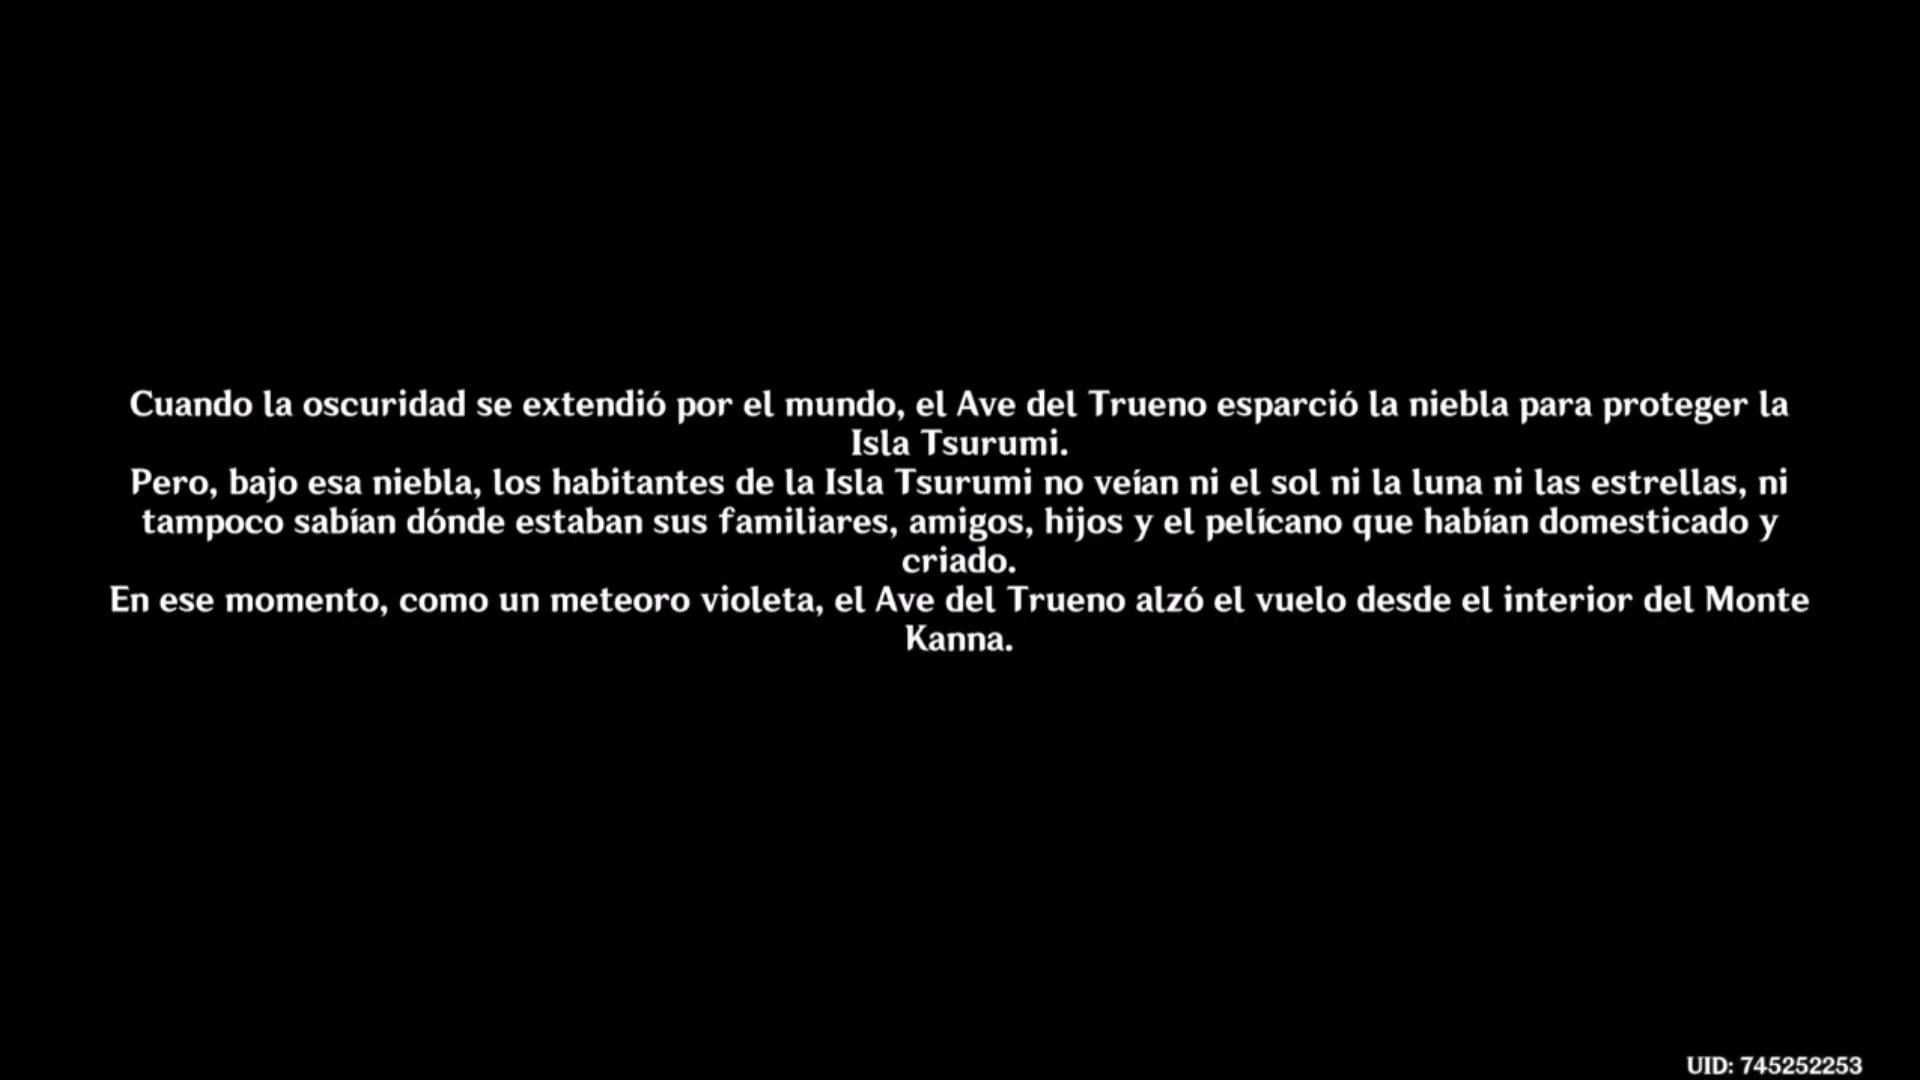 Cuando la oscuridad se extendió por el mundo, el Ave del Trueno esparció la niebla para proteger la
Isla Tsurumi.
Pero, bajo esa niebla, los habitantes de la Isla Tsurumi no veían ni el sol ni la luna ni las estrellas, ni
tampoco sabían dónde estaban sus familiares, amigos, hijos y el pelícano que habían domesticado y
criado.
En ese momento, como un meteoro violeta, el Ave del Trueno alzó el vuelo desde el interior del Monte
Kanna.
UID: 745252253